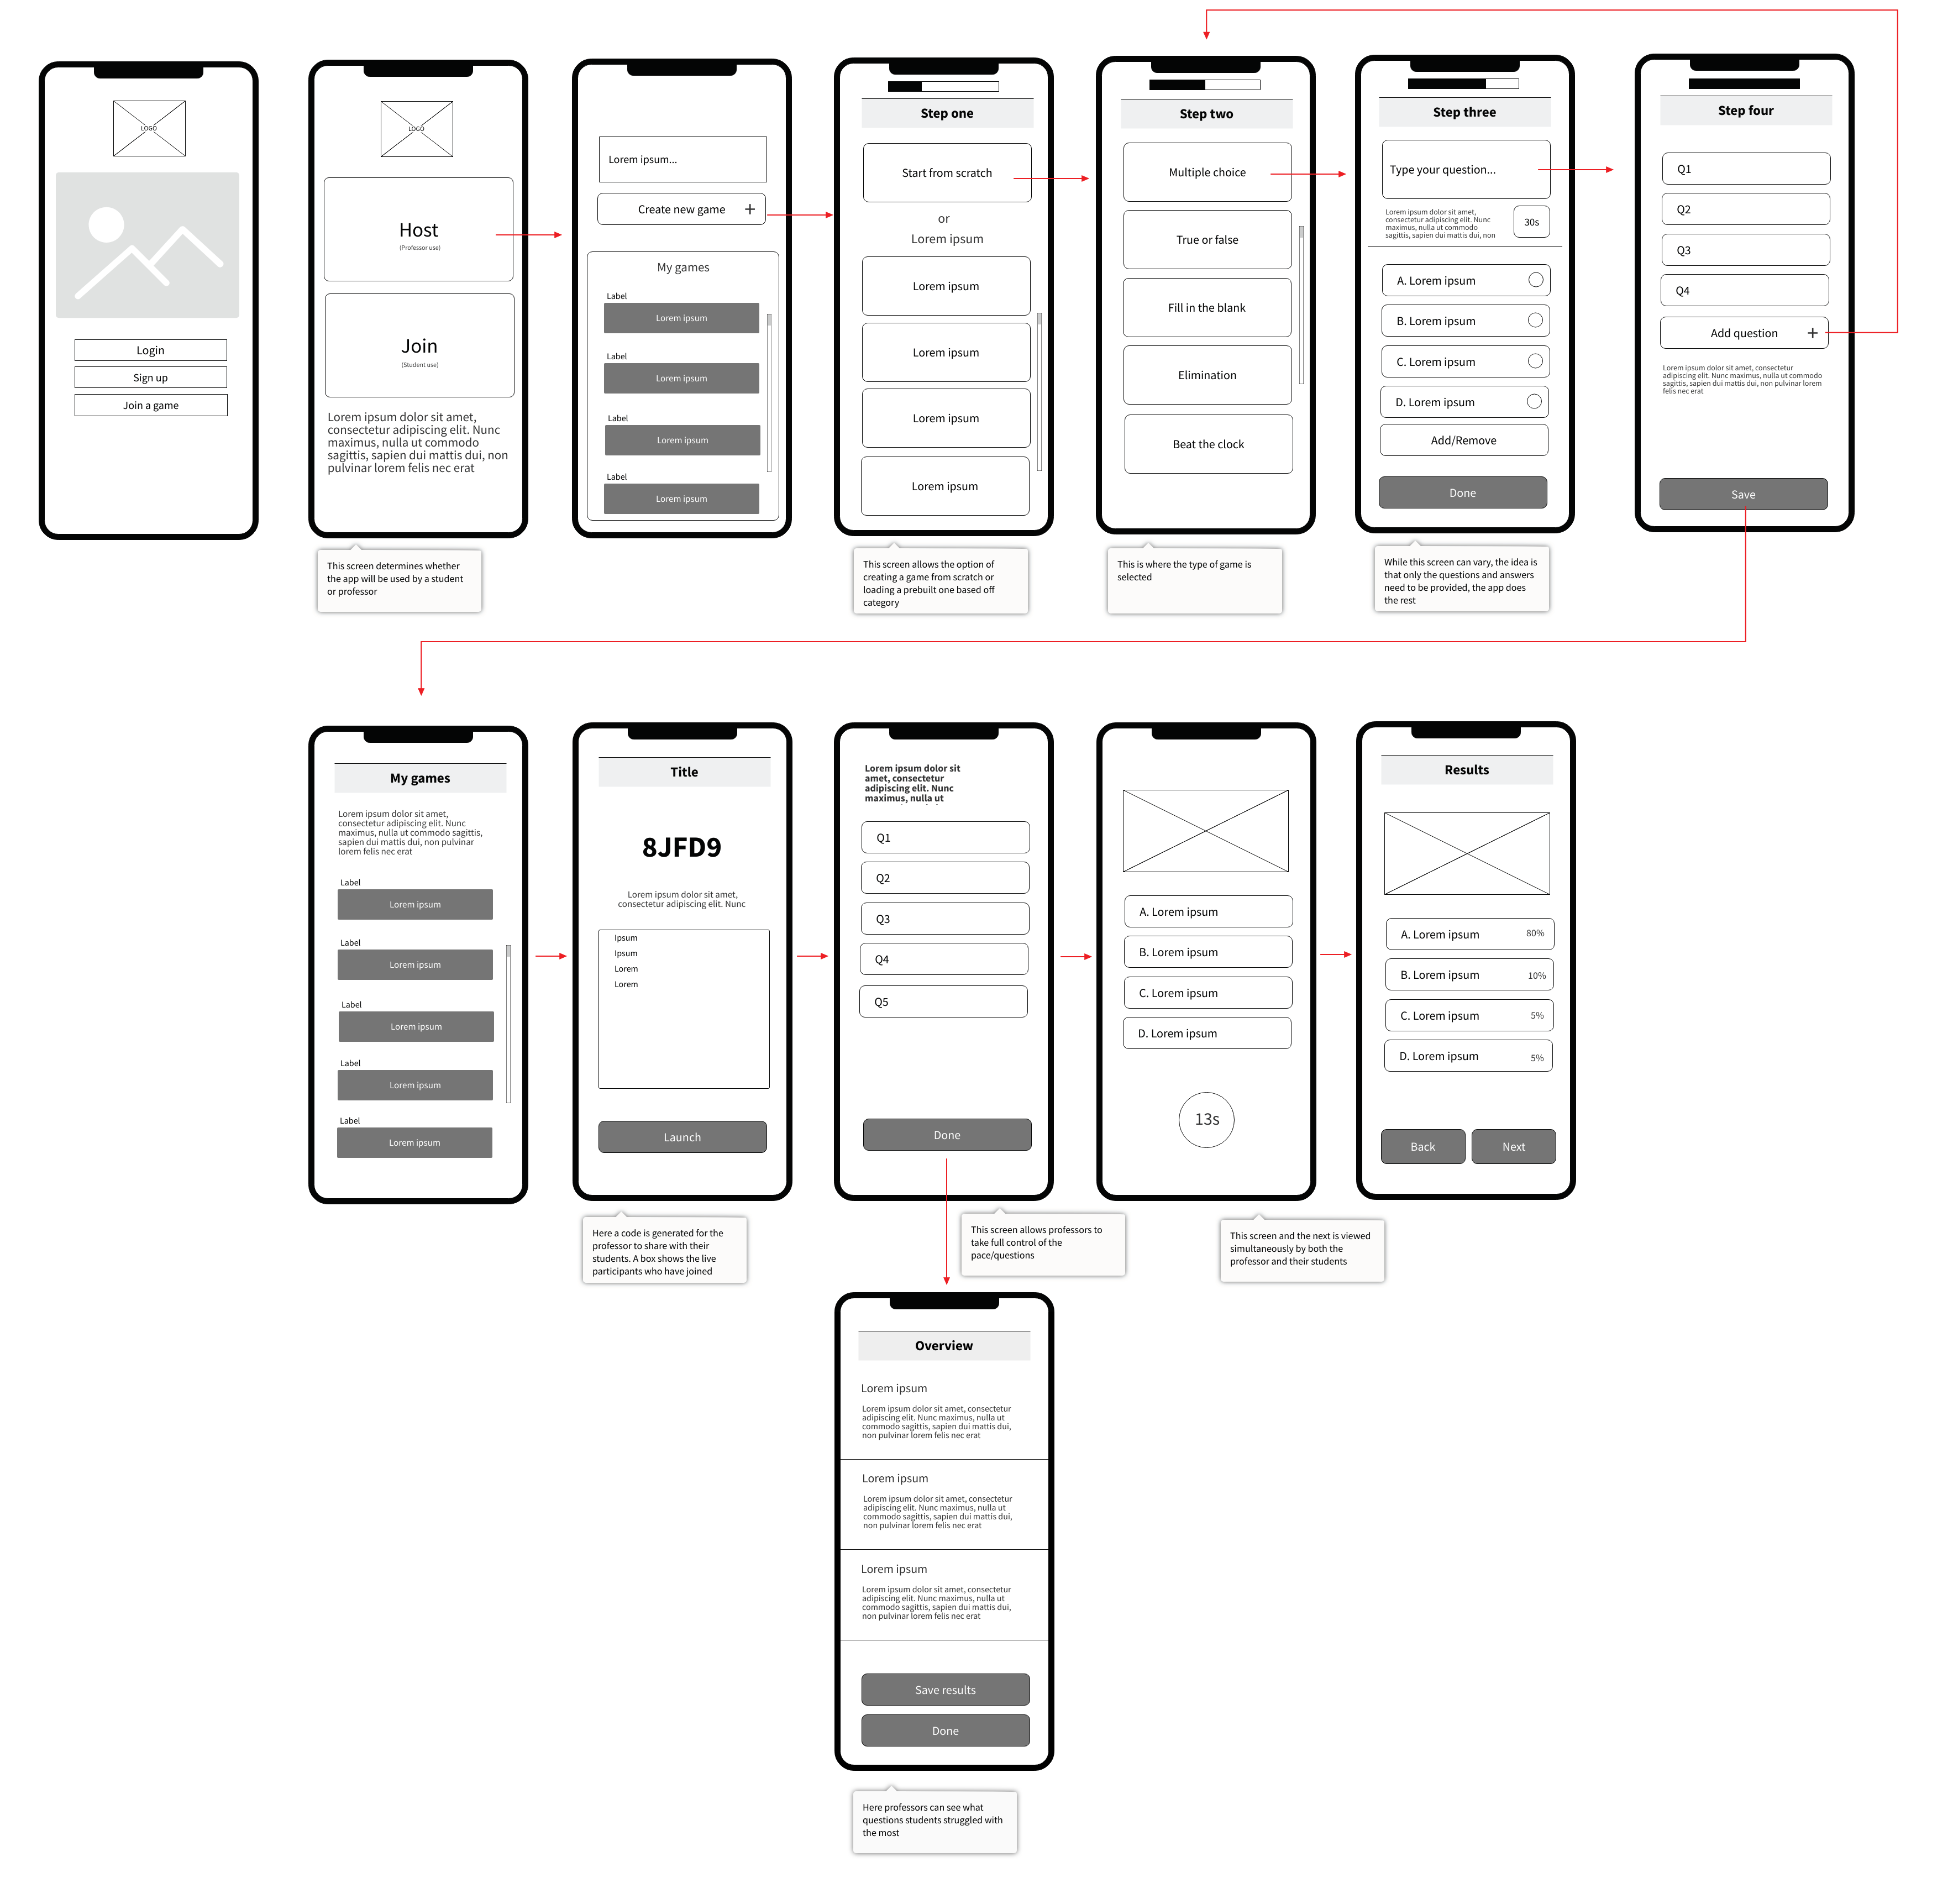 LOGO
Login
Sign up
Join a game
LOGO
Host
(Professor use)
Join
(Student use)
Lorem ipsum dolor sit amet,
consectetur adipiscing elit. Nunc
maximus, nulla ut commodo
sagittis, sapien dui mattis dui, non
pulvinar lorem felis nec erat
This screen determines whether
the app will be used by a student
or professor
Lorem ipsum...
Create new game +
My games
Label
Lorem ipsum
Label
Lorem ipsum
Label
Lorem ipsum
Label
Lorem ipsum
Step one
Start from scratch
or
Lorem ipsum
Lorem ipsum
Lorem ipsum
Lorem ipsum
Lorem ipsum
This screen allows the option of
creating a game from scratch or
loading a prebuilt one based off
category
Step two
Multiple choice
True or false
Fill in the blank
Elimination
Beat the clock
This is where the type of game is
selected
Step three
Type your question...
Lorem ipsum dolor sit amet,
consectetur adipiscing elit. Nunc
maximus, nulla ut commodo
sagittis, sapien dui mattis dui, non
30s
A. Lorem ipsum
B. Lorem ipsum
C. Lorem ipsum
D. Lorem ipsum
Add/Remove
Done
While this screen can vary, the idea is
that only the questions and answers
need to be provided, the app does
the rest
Step four
Q1
Q2
Q3
Q4
Add question +
Lorem ipsum dolor sit amet, consectetur
adipiscing elit. Nunc maximus, nulla ut commodo
sagittis, sapien dui mattis dui, non pulvinar lorem
felis nec erat
Save
My games
Lorem ipsum dolor sit amet,
consectetur adipiscing elit. Nunc
maximus, nulla ut commodo sagittis,
sapien dui mattis dui, non pulvinar
lorem felis nec erat
Label
Lorem ipsum
Label
Lorem ipsum
Label
Lorem ipsum
Label
Lorem ipsum
Label
Lorem ipsum
Title
8JFD9
Lorem ipsum dolor sit amet,
consectetur adipiscing elit. Nunc
Ipsum
Ipsum
Lorem
Lorem
Launch
Here a code is generated for the
professor to share with their
students. A box shows the live
participants who have joined
Lorem ipsum dolor sit
amet, consectetur
adipiscing elit. Nunc
maximus, nulla ut
Q1
Q2
Q3
Q4
Q5
Done
This screen allows professors to
take full control of the
pace/questions
A. Lorem ipsum
B. Lorem ipsum
C. Lorem ipsum
D. Lorem ipsum
13s
This screen and the next is viewed
simultaneously by both the
professor and their students
Results
A. Lorem ipsum 80%
B. Lorem ipsum 10%
C. Lorem ipsum 5%
D. Lorem ipsum 5%
Back
Next
Overview
Lorem ipsum
Lorem ipsum dolor sit amet, consectetur
adipiscing elit. Nunc maximus, nulla ut
commodo sagittis, sapien dui mattis dui,
non pulvinar lorem felis nec erat
Lorem ipsum
Lorem ipsum dolor sit amet, consectetur
adipiscing elit. Nunc maximus, nulla ut
commodo sagittis, sapien dui mattis dui,
non pulvinar lorem felis nec erat
Lorem ipsum
Lorem ipsum dolor sit amet, consectetur
adipiscing elit. Nunc maximus, nulla ut
commodo sagittis, sapien dui mattis dui,
non pulvinar lorem felis nec erat
Save results
Done
Here professors can see what
questions students struggled with
the most